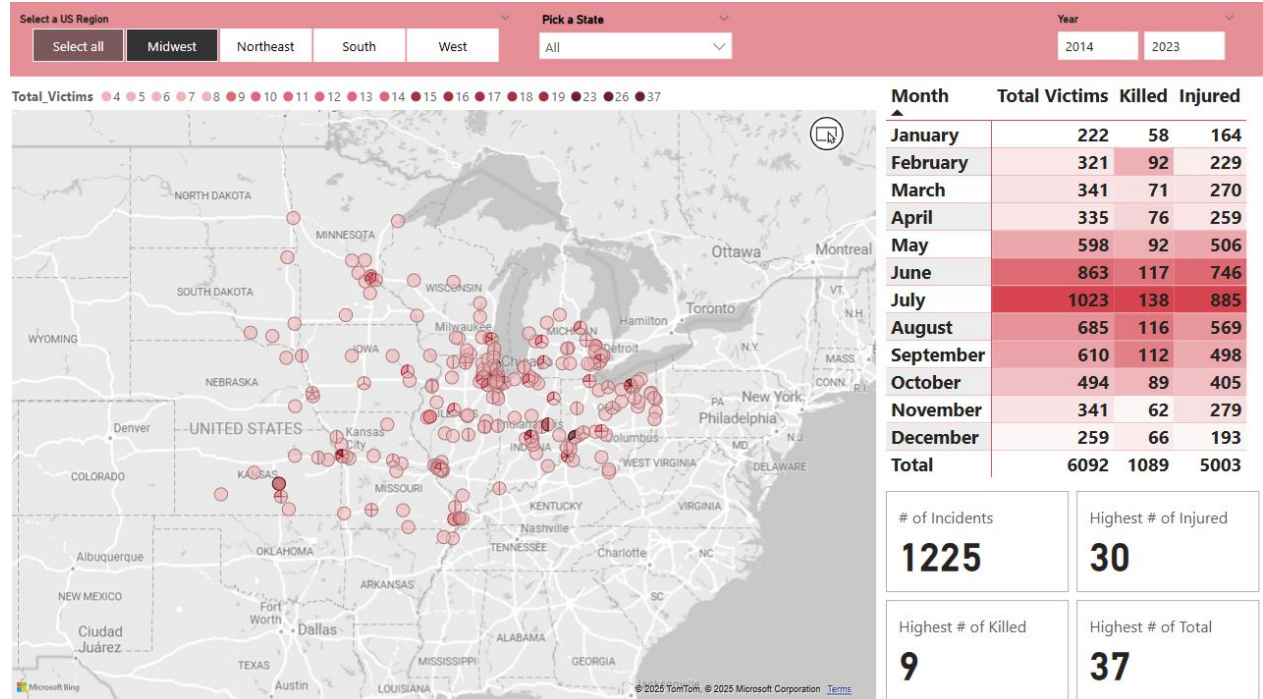 Select a US Region
Select all Midwest Northeast South West
Pick a State
All
Year
2014 2023
Total_Victims 4 5 6 7 8 9 10 11 12 13 14 15 16 17 18 19 23 26 37
NORTH DAKOTA
MINNESOTA
Ottawa
Montreal
SOUTH DAKOTA
WISCONSIN
VT.
Toronto
N.H.
Hamilton
Milwaukee
MICHIGAN
WYOMING
IOWA
Chicago
Detroit
N.Y.
MASS.
NEBRASKA
CONN.
R.I.
PA
New York
Philadelphia
Denver
UNITED STATES
Kansas
City
Columbus
MD
N.J.
WEST VIRGINIA
COLORADO
KANSAS
MISSOURI
DELAWARE
KENTUCKY
VIRGINIA
Nashville
TENNESSEE
Charlotte
NC
Albuquerque
OKLAHOMA
ARKANSAS
NEW MEXICO
SC
Fort
Worth
Dallas
Ciudad
Juárez
ALABAMA
MISSISSIPPI
GEORGIA
TEXAS
Austin
LOUISIANA
Microsoft Bing
© 2025 TomTom, © 2025 Microsoft Corporation Terms
Month Total Victims Killed Injured
January 222 58 164
February 321 92 229
March 341 71 270
April 335 76 259
May 598 92 506
June 863 117 746
July 1023 138 885
August 685 116 569
September 610 112 498
October 494 89 405
November 341 62 279
December 259 66 193
Total 6092 1089 5003
# of Incidents
1225
Highest # of Injured
30
Highest # of Killed
9
Highest # of Total
37